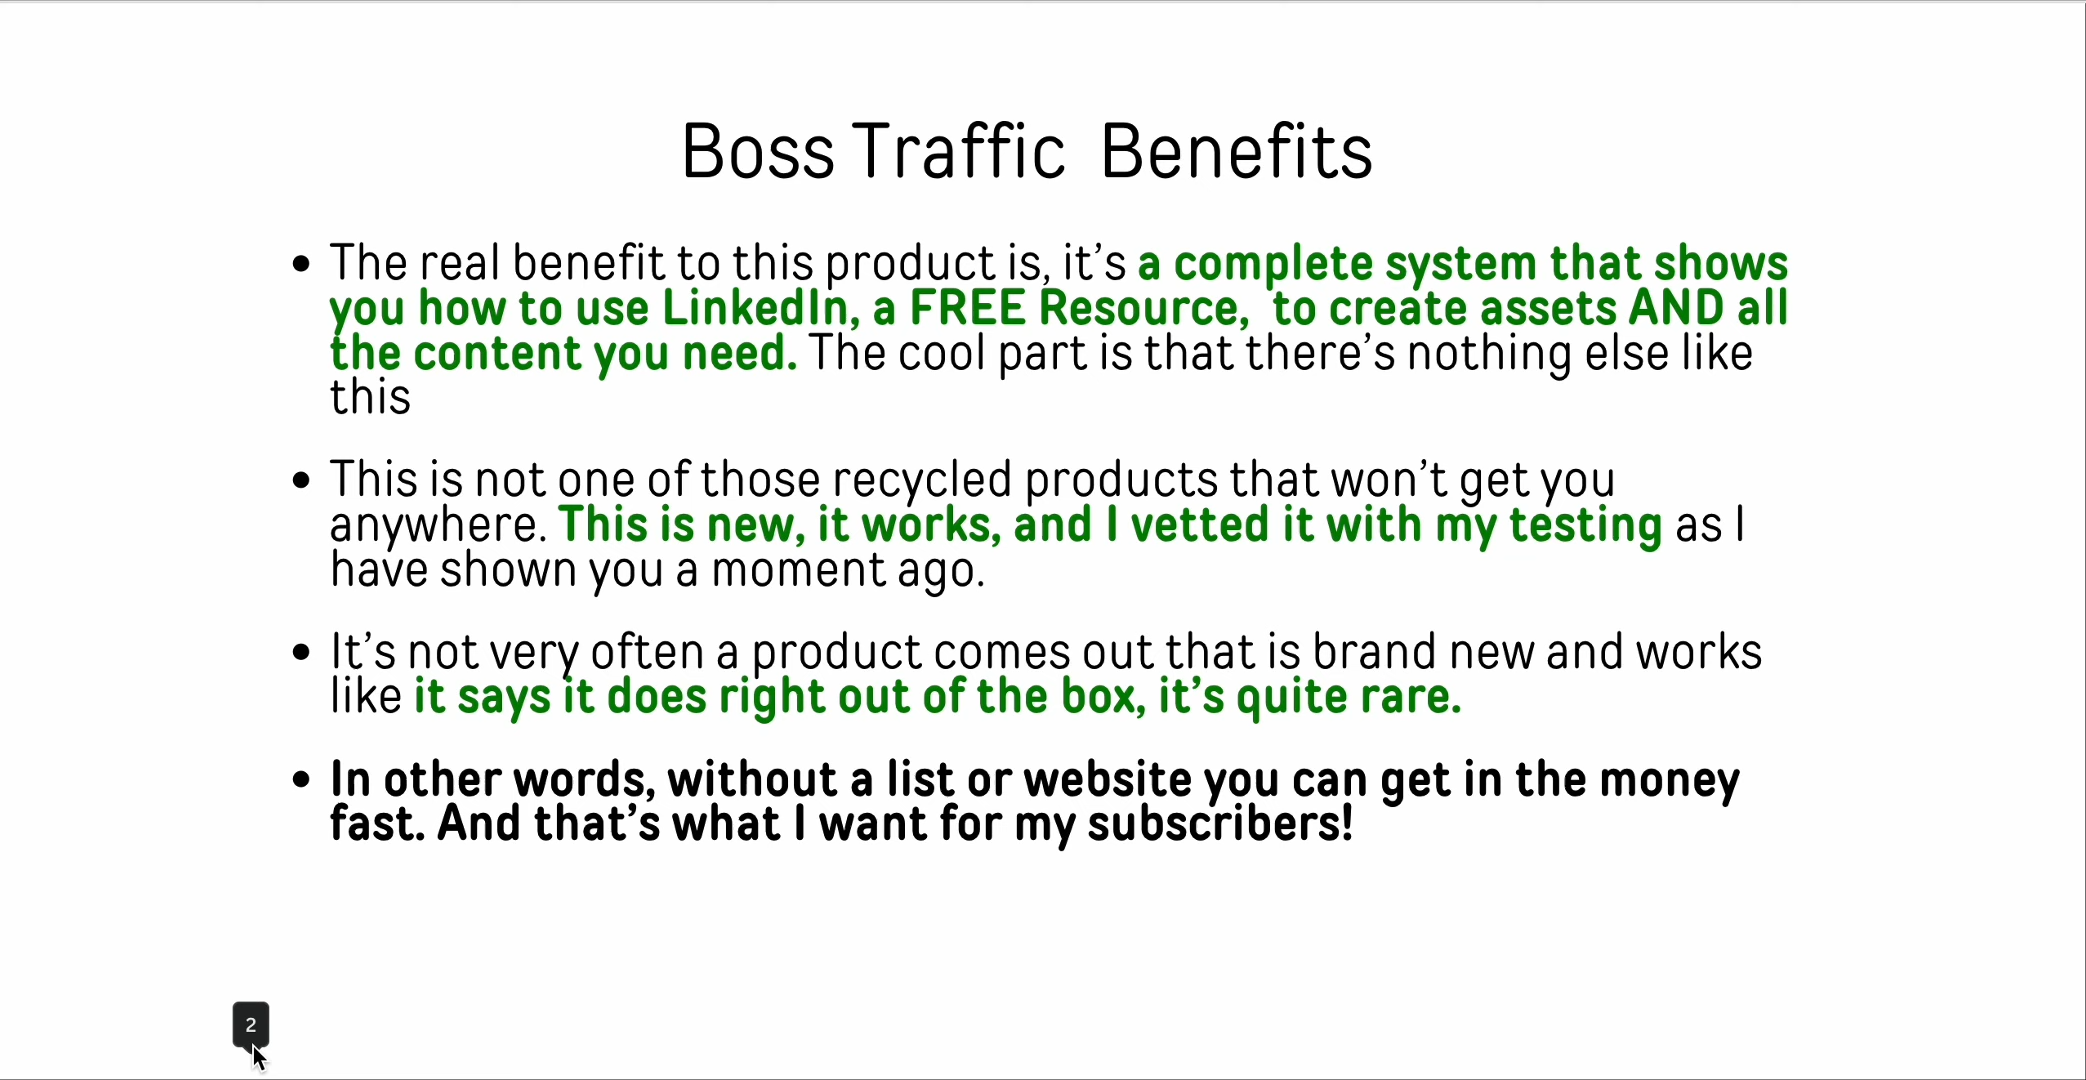 Boss Traffic  Benefits
• The real benefit to this product is, it’s a complete system that shows
you how to use LinkedIn, a FREE Resource,  to create assets AND all
the content you need. The cool part is that there’s nothing else like
this
• This is not one of those recycled products that won’t get you
anywhere. This is new, it works, and I vetted it with my testing as I
have shown you a moment ago.
• It’s not very often a product comes out that is brand new and works
like it says it does right out of the box, it’s quite rare.
• In other words, without a list or website you can get in the money
fast. And that’s what I want for my subscribers!
2